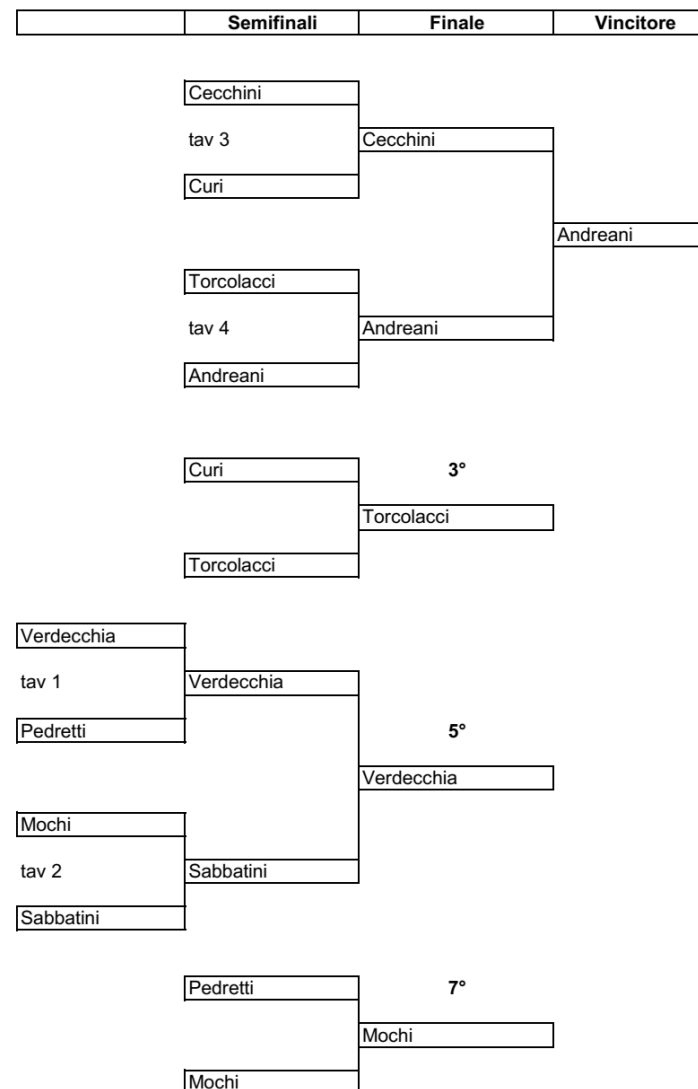 Semifinali Finale Vincitore
Cecchini
tav 3 Cecchini
Curi
Andreani
Torcolacci
tav 4 Andreani
Andreani
Curi 3°
Torcolacci
Torcolacci
Verdecchia
tav 1 Verdecchia
Pedretti 5°
Verdecchia
Mochi
tav 2 Sabbatini
Sabbatini
Pedretti 7°
Mochi
Mochi